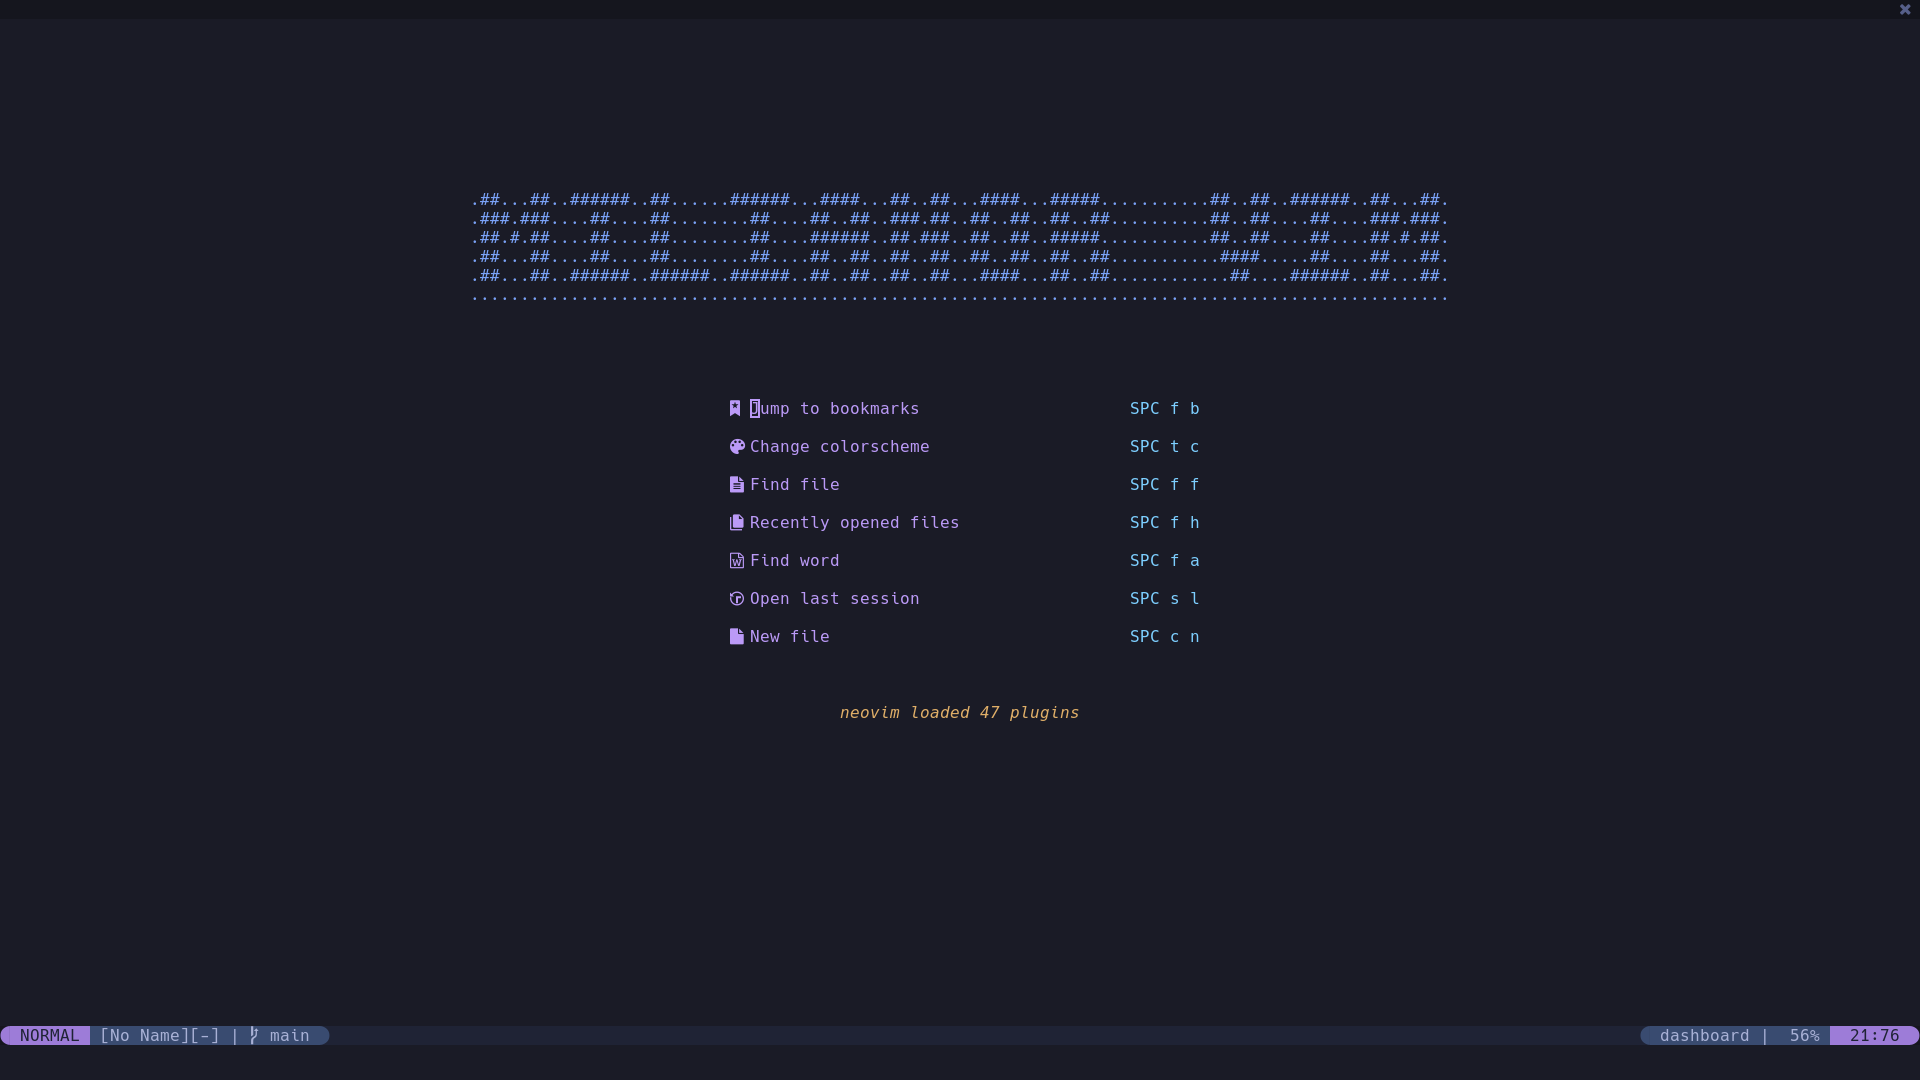 .##...##..######..##......######...####...##..##...####...#####...........##..##..######..##...##.
.###.###....##....##........##....##..##..###.##..##..##..##..##..........##..##....##....###.###.
.##.#.##....##....##........##....######..##.###..##..##..#####...........##..##....##....##.#.##.
.##...##....##....##........##....##..##..##..##..##..##..##..##...........####.....##....##...##.
.##...##..######..######..######..##..##..##..##...####...##..##............##....######..##...##.
..................................................................................................
Jump to bookmarks SPC f b
Change colorscheme SPC t c
Find file SPC f f
Recently opened files SPC f h
Find word SPC f a
Open last session SPC s l
New file SPC c n
neovim loaded 47 plugins
NORMAL [No Name][-] | main dashboard | 56% 21:76